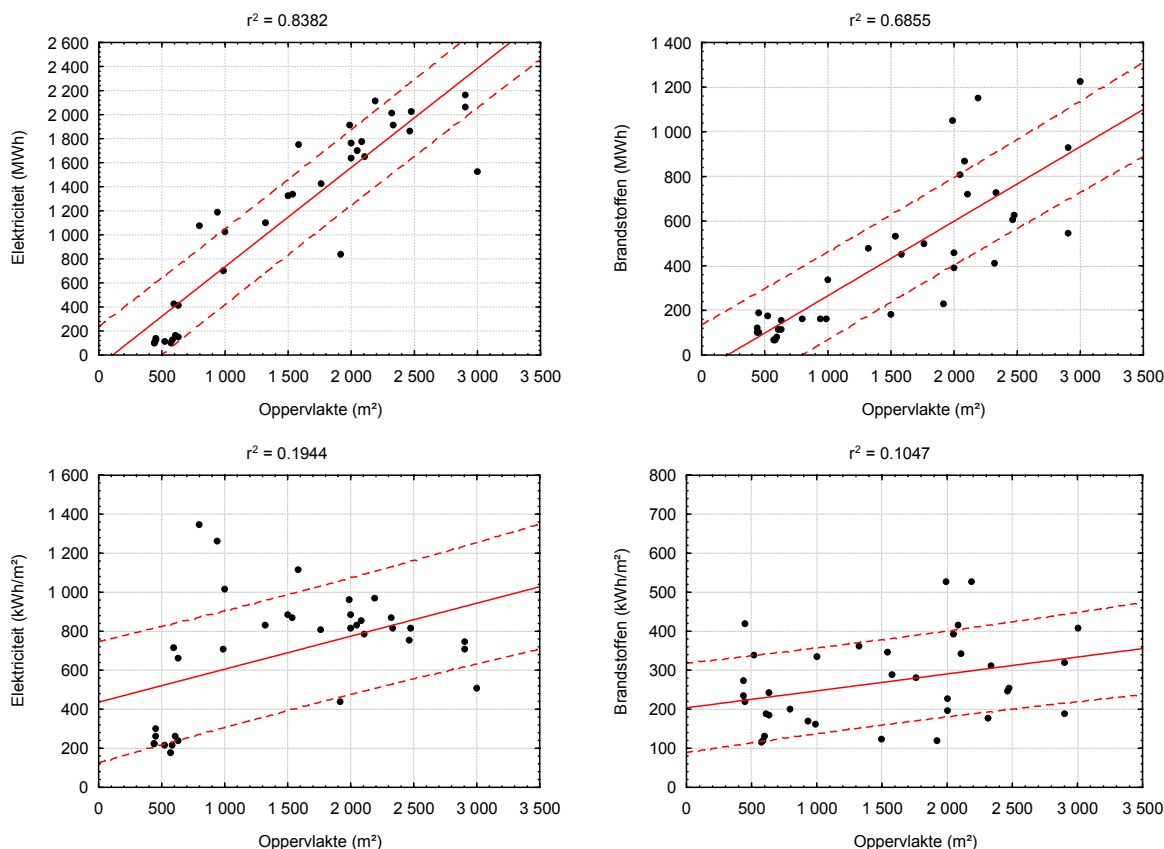 r² = 0.8382
Elektriciteit (MWh)
2 600
2 400
2 200
2 000
1 800
1 600
1 400
1 200
1 000
800
600
400
200
0
0 500 1 000 1 500 2 000 2 500 3 000 3 500
Oppervlakte (m²)
r² = 0.6855
Brandstoffen (MWh)
1 400
1 200
1 000
800
600
400
200
0
0 500 1 000 1 500 2 000 2 500 3 000 3 500
Oppervlakte (m²)
r² = 0.1944
Elektriciteit (kWh/m²)
1 600
1 400
1 200
1 000
800
600
400
200
0
0 500 1 000 1 500 2 000 2 500 3 000 3 500
Oppervlakte (m²)
r² = 0.1047
Brandstoffen (kWh/m²)
800
700
600
500
400
300
200
100
0
0 500 1 000 1 500 2 000 2 500 3 000 3 500
Oppervlakte (m²)